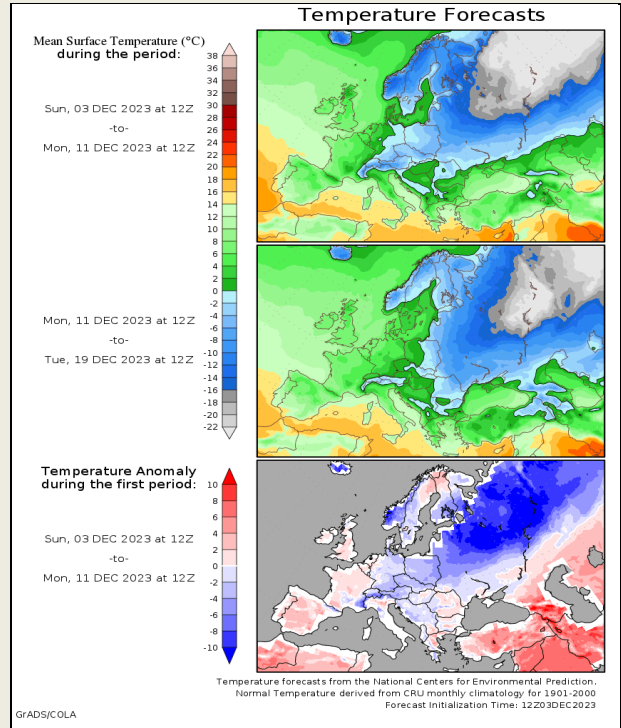 Temperature Forecasts
Mean Surface Temperature (°C)
during the period:
38
36
34
32
30
28
26
24
22
20
18
16
14
12
10
8
6
4
2
0
-2
-4
-6
-8
-10
-12
-14
-16
-18
-20
-22
Sun, 03 DEC 2023 at 12Z
-to-
Mon, 11 DEC 2023 at 12Z
Mon, 11 DEC 2023 at 12Z
-to-
Tue, 19 DEC 2023 at 12Z
Temperature Anomaly
during the first period:
10
8
6
4
2
0
-2
-4
-6
-8
-10
Sun, 03 DEC 2023 at 12Z
-to-
Mon, 11 DEC 2023 at 12Z
Temperature forecasts from the National Centers for Environmental Prediction.
Normal Temperature derived from CRU monthly climatology for 1901-2000
Forecast Initialization Time: 12Z03DEC2023
GrADS/COLA